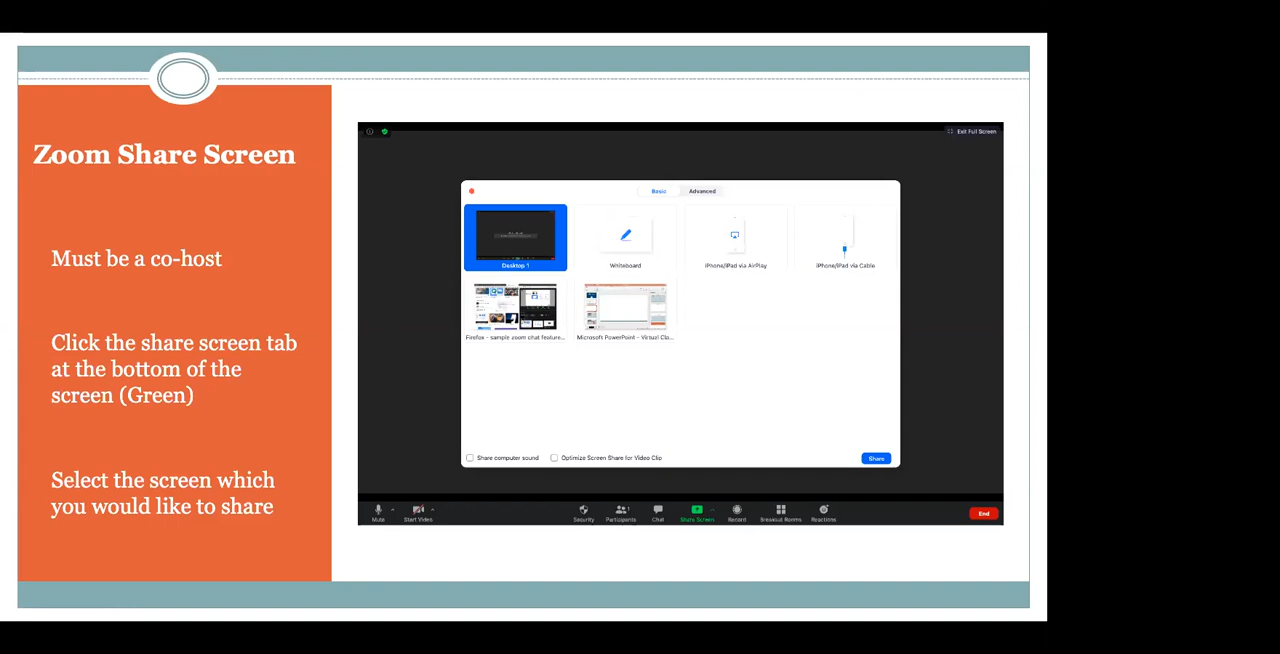 Zoom Share Screen
Must be a co-host
Click the share screen tab
at the bottom of the
screen (Green)
Select the screen which
you would like to share
Exit Full Screen
Basic Advanced
Desktop 1 Whiteboard iPhone/iPad via AirPlay iPhone/iPad via Cable
Firefox - sample zoom chat feature... Microsoft PowerPoint - Virtual Cla...
Share computer sound Optimize Screen Share for Video Clip Share
Mute Start Video Security Participants Chat Share Screen Record Breakout Rooms Reactions End